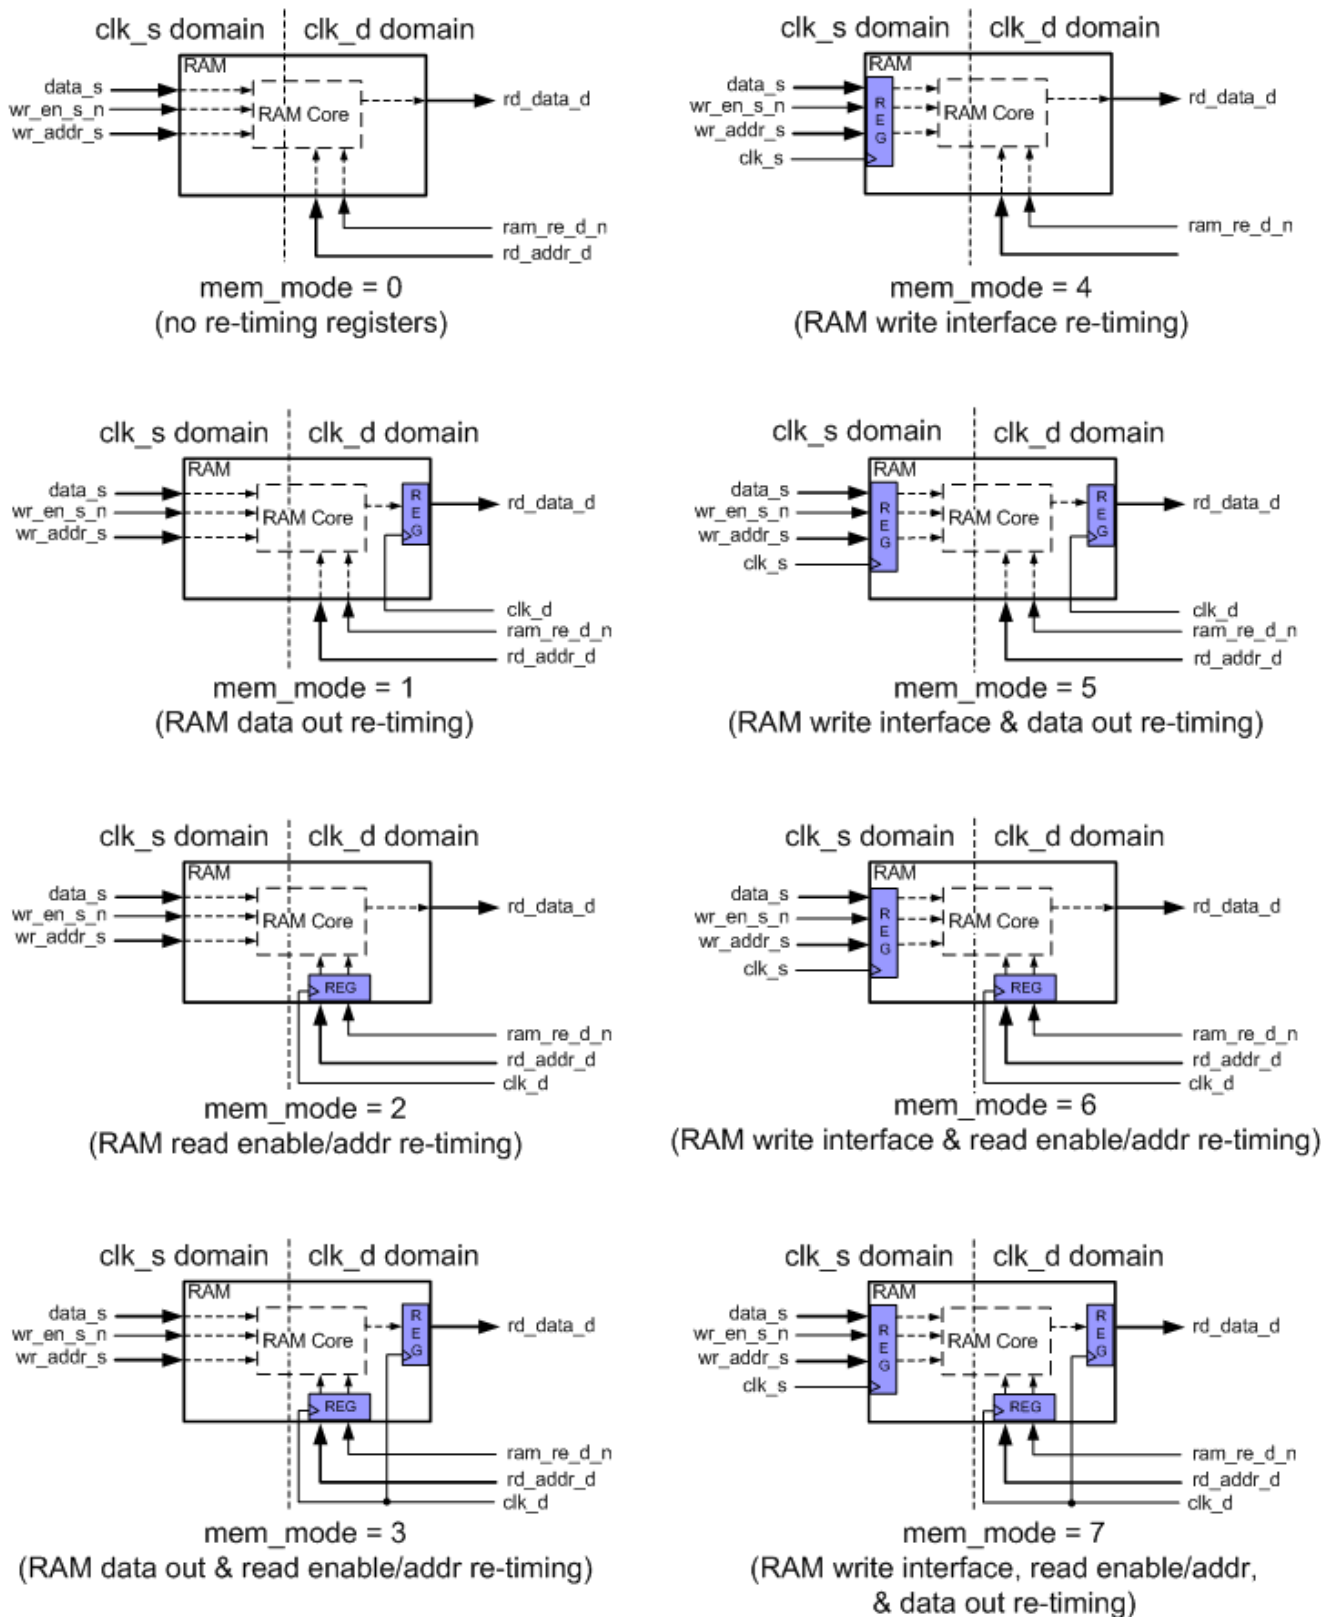 clk_s domain clk_d domain
RAM
data_s
wr_en_s_n
wr_addr_s
RAM Core
rd_data_d
ram_re_d_n
rd_addr_d
mem_mode = 0
(no re-timing registers)
clk_s domain clk_d domain
RAM
data_s
wr_en_s_n
wr_addr_s
clk_s
REG
RAM Core
rd_data_d
ram_re_d_n
mem_mode = 4
(RAM write interface re-timing)
clk_s domain clk_d domain
RAM
data_s
wr_en_s_n
wr_addr_s
RAM Core
REG
rd_data_d
clk_d
ram_re_d_n
rd_addr_d
mem_mode = 1
(RAM data out re-timing)
clk_s domain clk_d domain
RAM
data_s
wr_en_s_n
wr_addr_s
clk_s
REG
RAM Core
REG
rd_data_d
clk_d
ram_re_d_n
rd_addr_d
mem_mode = 5
(RAM write interface & data out re-timing)
clk_s domain clk_d domain
RAM
data_s
wr_en_s_n
wr_addr_s
RAM Core
rd_data_d
REG
ram_re_d_n
rd_addr_d
clk_d
mem_mode = 2
(RAM read enable/addr re-timing)
clk_s domain clk_d domain
RAM
data_s
wr_en_s_n
wr_addr_s
clk_s
REG
RAM Core
rd_data_d
REG
ram_re_d_n
rd_addr_d
clk_d
mem_mode = 6
(RAM write interface & read enable/addr re-timing)
clk_s domain clk_d domain
RAM
data_s
wr_en_s_n
wr_addr_s
RAM Core
REG
rd_data_d
REG
ram_re_d_n
rd_addr_d
clk_d
mem_mode = 3
(RAM data out & read enable/addr re-timing)
clk_s domain clk_d domain
RAM
data_s
wr_en_s_n
wr_addr_s
clk_s
REG
RAM Core
REG
rd_data_d
REG
ram_re_d_n
rd_addr_d
clk_d
mem_mode = 7
(RAM write interface, read enable/addr,
& data out re-timing)